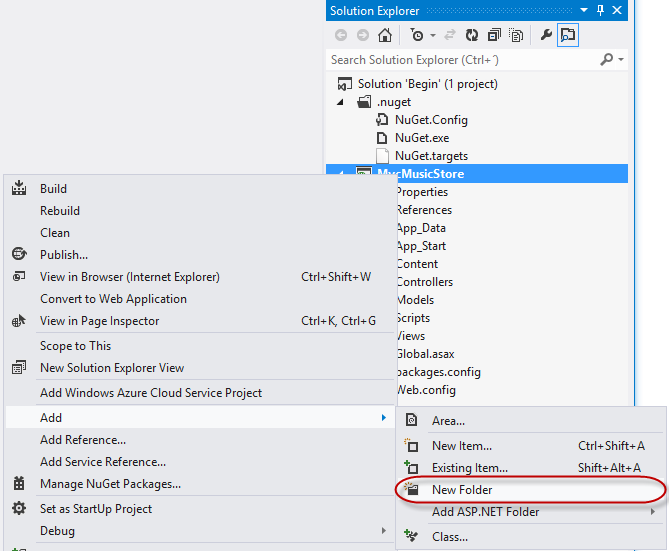 Solution Explorer
Search Solution Explorer (Ctrl+´)
Solution 'Begin' (1 project)
.nuget
NuGet.Config
NuGet.exe
NuGet.targets
MvcMusicStore
Properties
References
App_Data
App_Start
Content
Controllers
Models
Scripts
Views
Global.asax
packages.config
Web.config
Build
Rebuild
Clean
Publish...
View in Browser (Internet Explorer) Ctrl+Shift+W
Convert to Web Application
View in Page Inspector Ctrl+K, Ctrl+G
Scope to This
New Solution Explorer View
Add Windows Azure Cloud Service Project
Add
Add Reference...
Add Service Reference...
Manage NuGet Packages...
Set as StartUp Project
Debug
Area...
New Item... Ctrl+Shift+A
Existing Item... Shift+Alt+A
New Folder
Add ASP.NET Folder
Class...